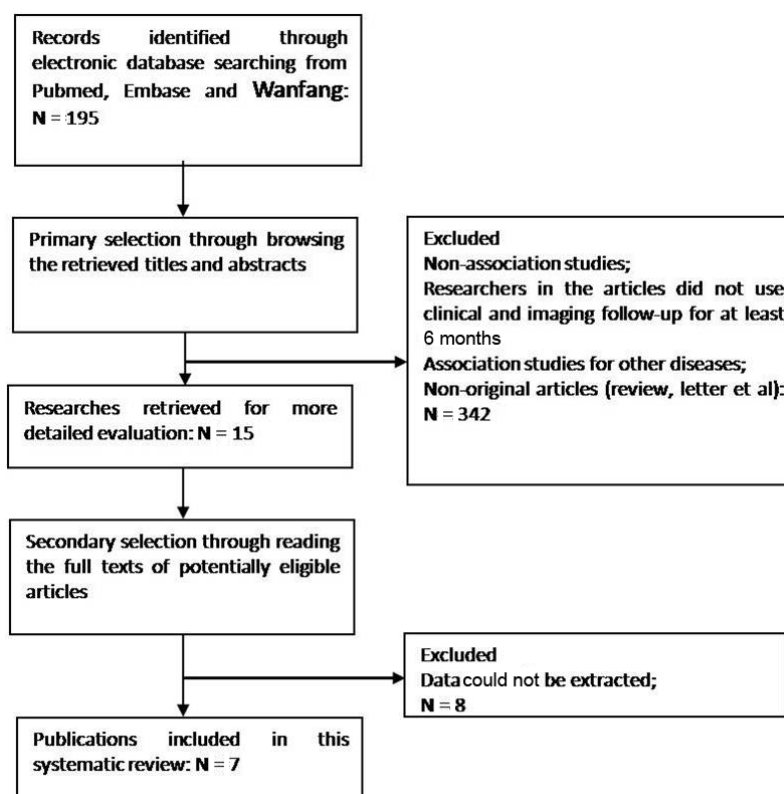 Records identified through
electronic database searching from
Pubmed, Embase and Wanfang:
N = 195
Primary selection through browsing
the retrieved titles and abstracts
Excluded
Non-association studies;
Researchers in the articles did not use
clinical and imaging follow-up for at least
6 months
Association studies for other diseases;
Non-original articles (review, letter et al):
N = 342
Researches retrieved for more
detailed evaluation: N = 15
Secondary selection through reading
the full texts of potentially eligible
articles
Excluded
Data could not be extracted;
N = 8
Publications included in this
systematic review: N = 7